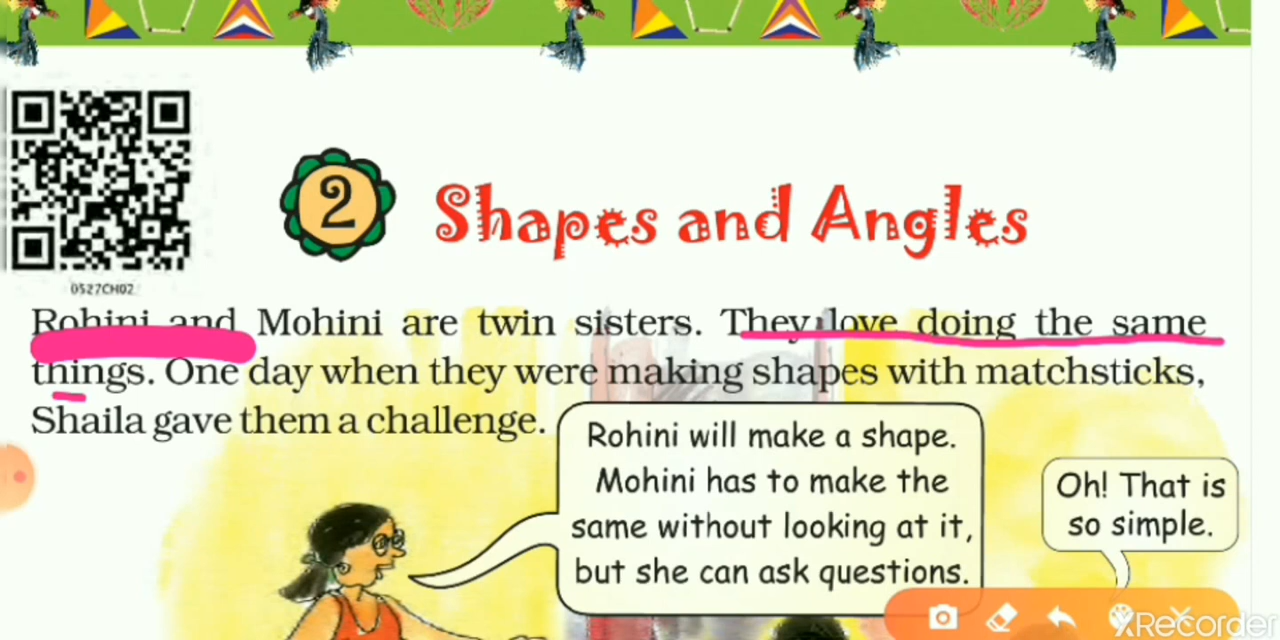 2
Shapes and Angles
0527CH02
Rohini and Mohini are twin sisters. They love doing the same
things. One day when they were making shapes with matchsticks,
Shaila gave them a challenge.
Rohini will make a shape.
Mohini has to make the
same without looking at it,
but she can ask questions.
Oh! That is
so simple.
XRecorder